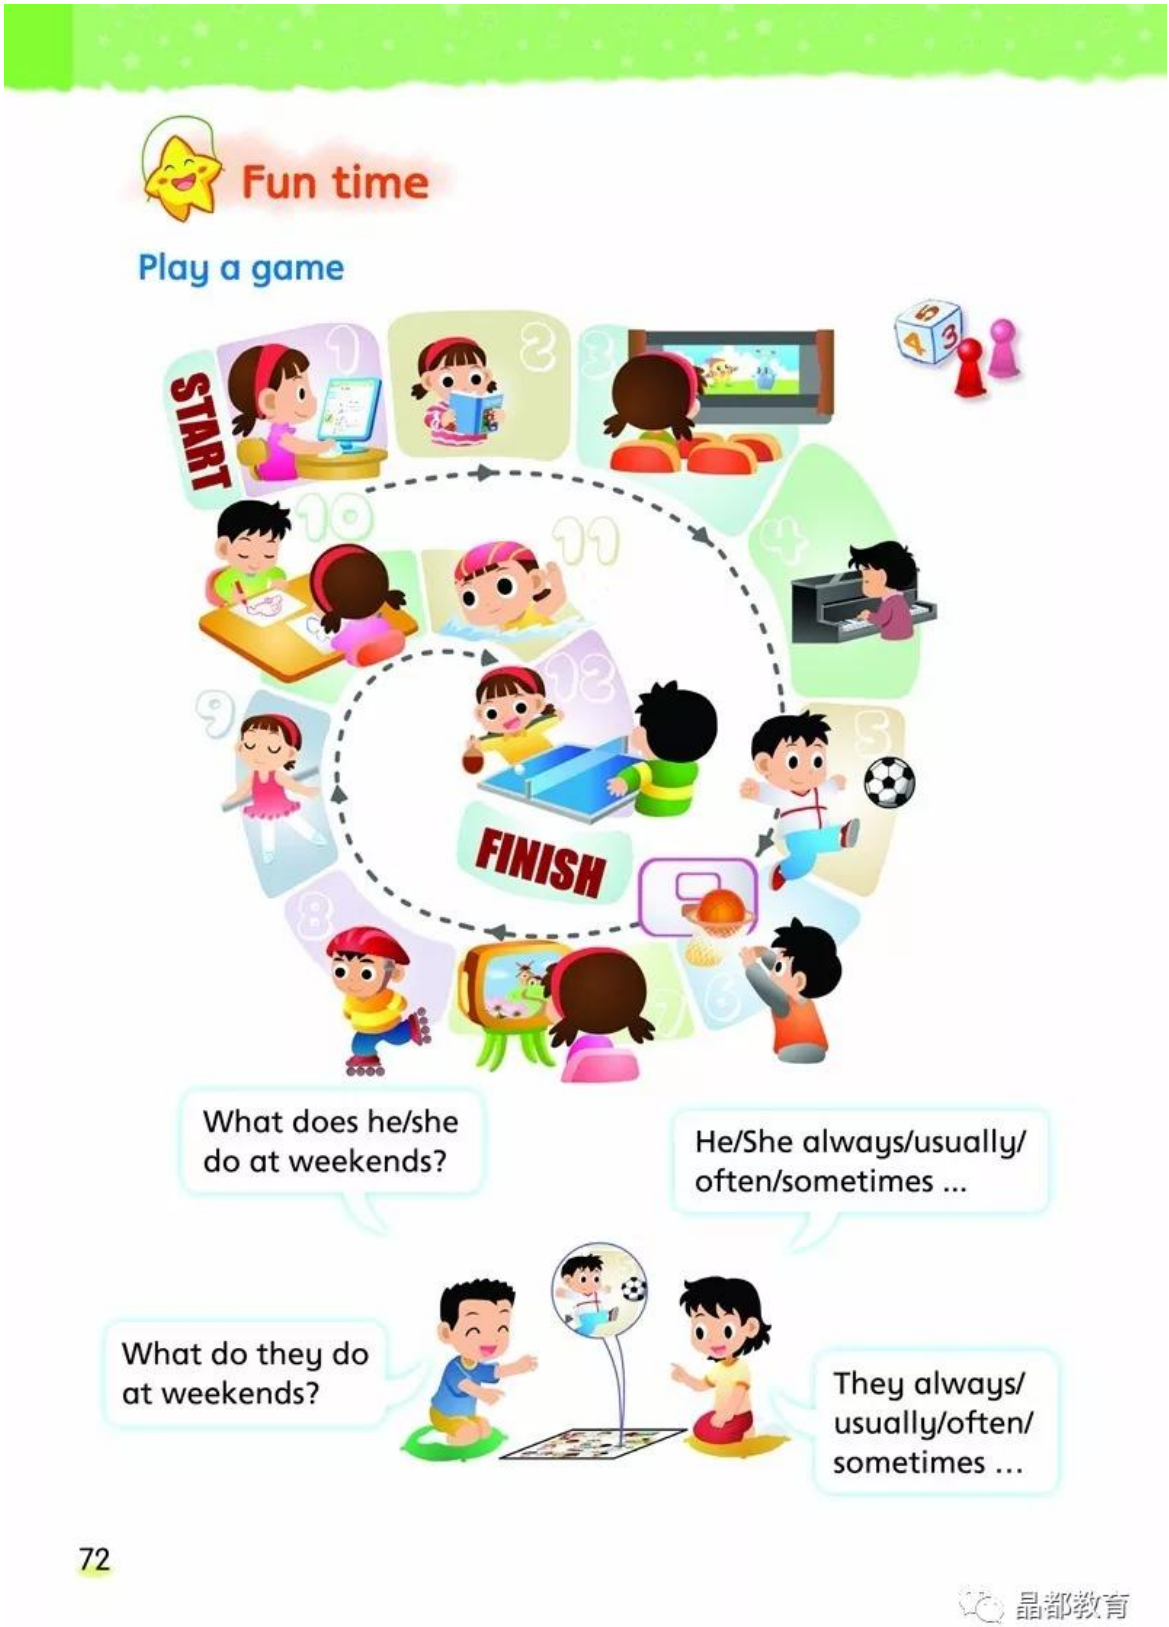 Fun time
Play a game
START
1
2
3
4
5
6
7
8
9
10
11
12
FINISH
5
4
3
What does he/she
do at weekends?
He/She always/usually/
often/sometimes ...
What do they do
at weekends?
They always/
usually/often/
sometimes ...
72
晶都教育